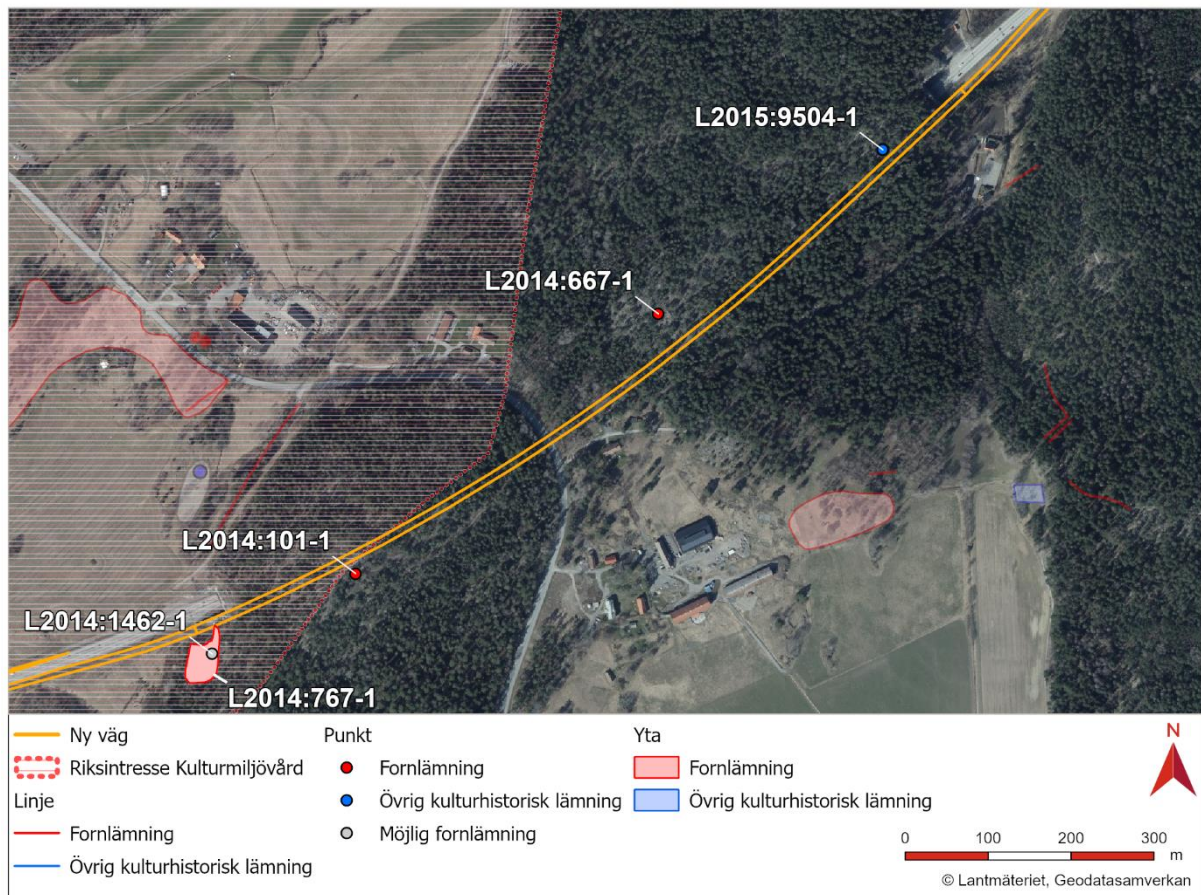 L2015:9504-1
L2014:667-1
L2014:101-1
L2014:1462-1
L2014:767-1
Ny väg
Riksintresse Kulturmiljövård
Linje
Fornlämning
Övrig kulturhistorisk lämning
Punkt
Fornlämning
Övrig kulturhistorisk lämning
Möjlig fornlämning
Yta
Fornlämning
Övrig kulturhistorisk lämning
N
0 100 200 300
m
© Lantmäteriet, Geodatasamverkan